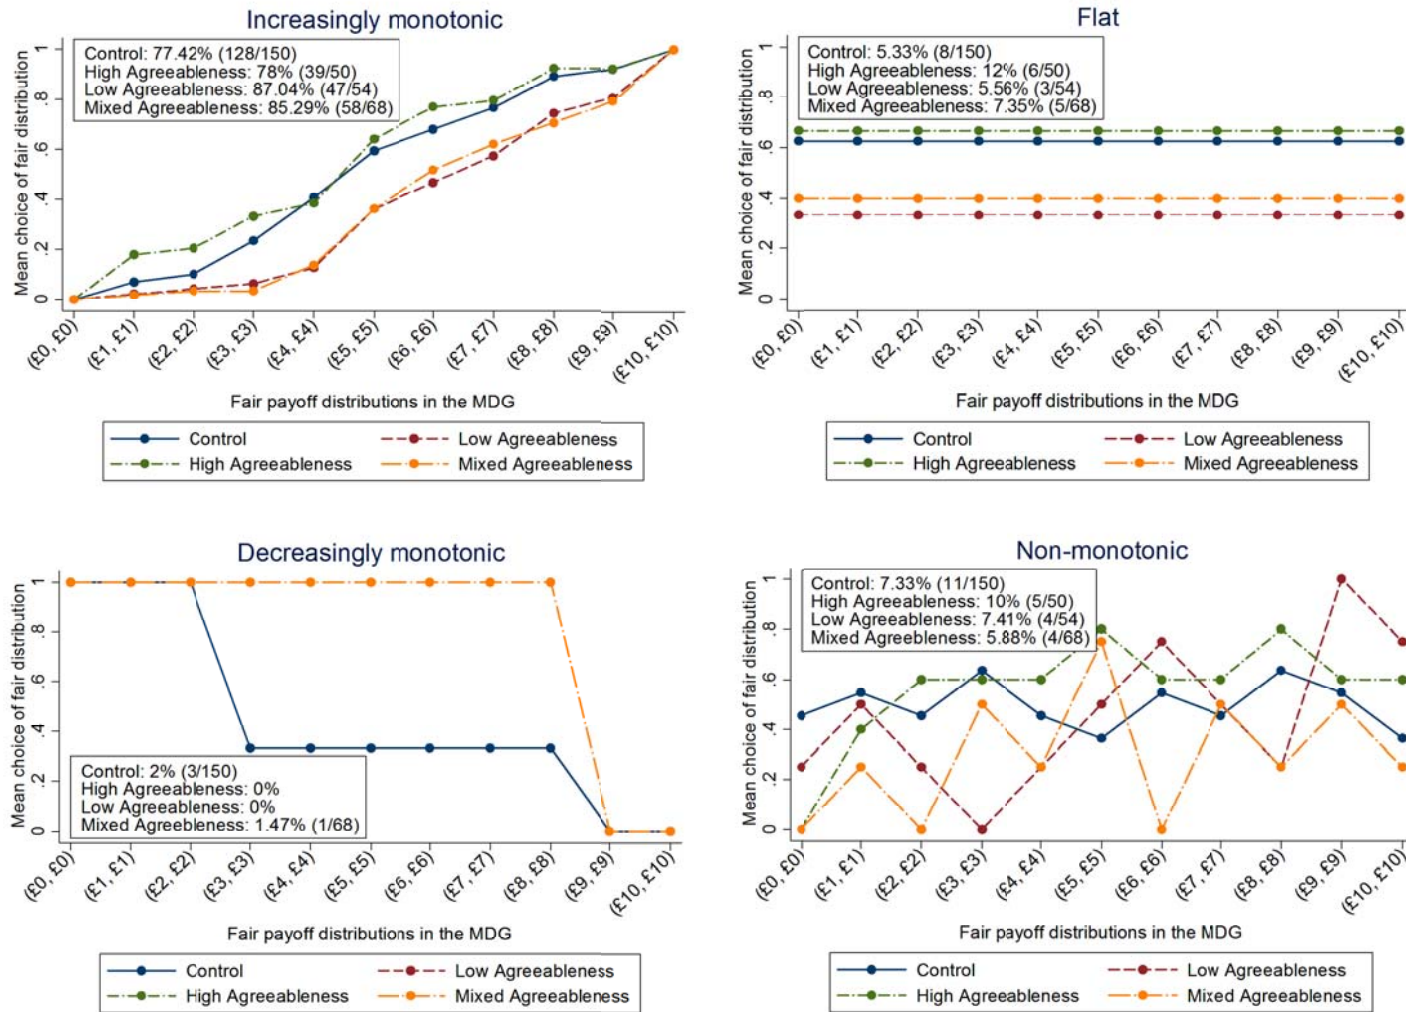 Increasingly monotonic
Control: 77.42% (128/150)
High Agreeableness: 78% (39/50)
Low Agreeableness: 87.04% (47/54)
Mixed Agreeableness: 85.29% (58/68)
Mean choice of fair distribution
1
.8
.6
.4
.2
0
(£0, £0)
(£1, £1)
(£2, £2)
(£3, £3)
(£4, £4)
(£5, £5)
(£6, £6)
(£7, £7)
(£8, £8)
(£9, £9)
(£10, £10)
Fair payoff distributions in the MDG
Control
Low Agreeableness
High Agreeableness
Mixed Agreeableness
Flat
Control: 5.33% (8/150)
High Agreeableness: 12% (6/50)
Low Agreeableness: 5.56% (3/54)
Mixed Agreeableness: 7.35% (5/68)
Mean choice of fair distribution
1
.8
.6
.4
.2
0
(£0, £0)
(£1, £1)
(£2, £2)
(£3, £3)
(£4, £4)
(£5, £5)
(£6, £6)
(£7, £7)
(£8, £8)
(£9, £9)
(£10, £10)
Fair payoff distributions in the MDG
Control
Low Agreeableness
High Agreeableness
Mixed Agreeableness
Decreasingly monotonic
Mean choice of fair distribution
1
.8
.6
.4
.2
0
Control: 2% (3/150)
High Agreeableness: 0%
Low Agreeableness: 0%
Mixed Agreebleness: 1.47% (1/68)
(£0, £0)
(£1, £1)
(£2, £2)
(£3, £3)
(£4, £4)
(£5, £5)
(£6, £6)
(£7, £7)
(£8, £8)
(£9, £9)
(£10, £10)
Fair payoff distributions in the MDG
Control
Low Agreeableness
High Agreeableness
Mixed Agreeableness
Non-monotonic
Control: 7.33% (11/150)
High Agreeableness: 10% (5/50)
Low Agreeableness: 7.41% (4/54)
Mixed Agreebleness: 5.88% (4/68)
Mean choice of fair distribution
1
.8
.6
.4
.2
0
(£0, £0)
(£1, £1)
(£2, £2)
(£3, £3)
(£4, £4)
(£5, £5)
(£6, £6)
(£7, £7)
(£8, £8)
(£9, £9)
(£10, £10)
Fair payoff distributions in the MDG
Control
Low Agreeableness
High Agreeableness
Mixed Agreeableness